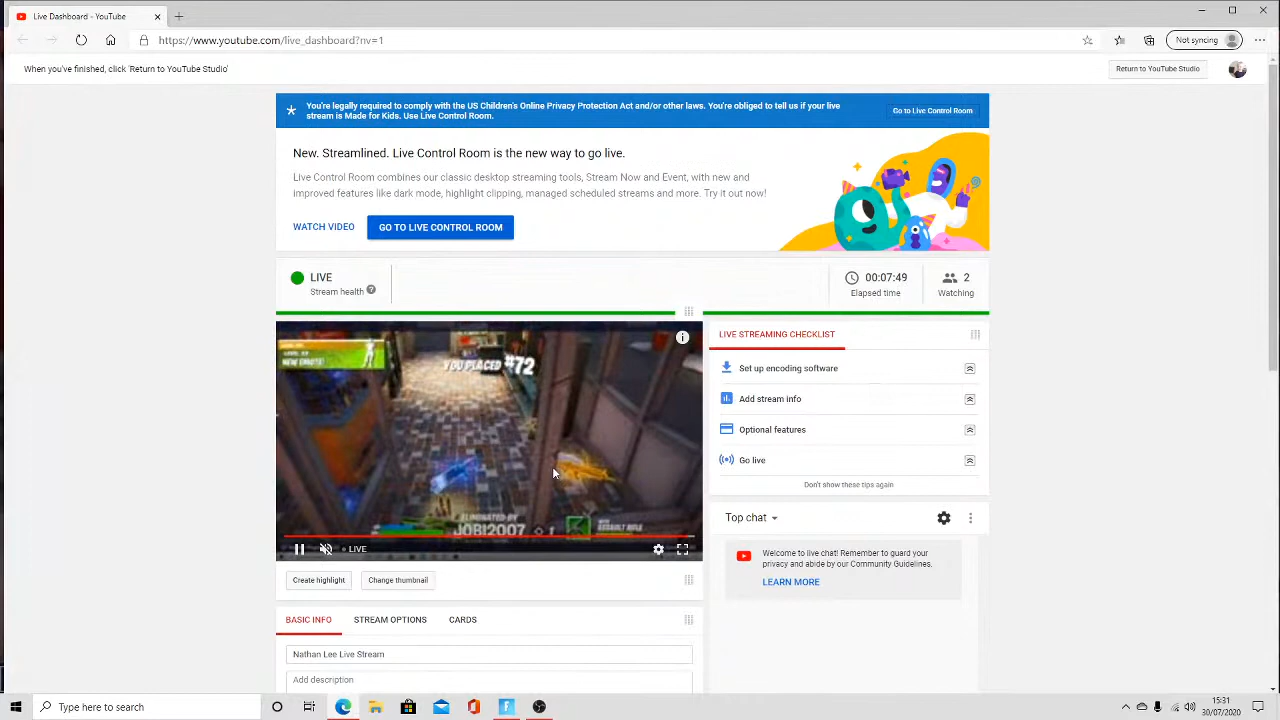 Live Dashboard - YouTube
https://www.youtube.com/live_dashboard?nv=1
Not syncing
When you've finished, click 'Return to YouTube Studio'
Return to YouTube Studio
You're legally required to comply with the US Children's Online Privacy Protection Act and/or other laws. You're obliged to tell us if your live
stream is Made for Kids. Use Live Control Room.
Go to Live Control Room
New. Streamlined. Live Control Room is the new way to go live.
Live Control Room combines our classic desktop streaming tools, Stream Now and Event, with new and
improved features like dark mode, highlight clipping, managed scheduled streams and more. Try it out now!
WATCH VIDEO
GO TO LIVE CONTROL ROOM
LIVE
Stream health
00:07:49
Elapsed time
2
Watching
YOU PLACED #72
ELIMINATED BY
JOBI2007
ASSAULT RIFLE
LIVE
Create highlight
Change thumbnail
BASIC INFO
STREAM OPTIONS
CARDS
Nathan Lee Live Stream
Add description
LIVE STREAMING CHECKLIST
Set up encoding software
Add stream info
Optional features
Go live
Don't show these tips again
Top chat
Welcome to live chat! Remember to guard your
privacy and abide by our Community Guidelines.
LEARN MORE
Type here to search
15:31
30/07/2020